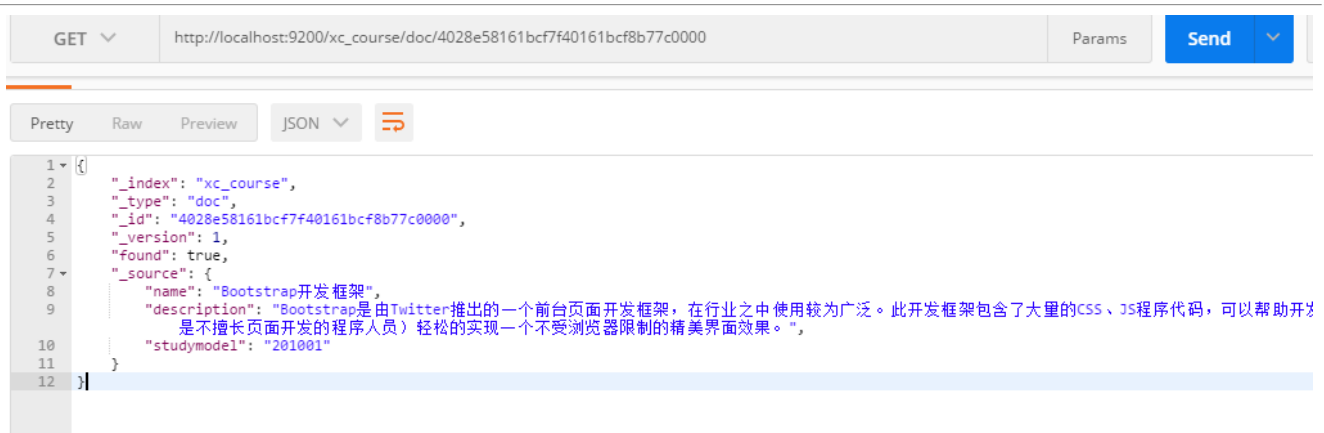 GET http://localhost:9200/xc_course/doc/4028e58161bcf7f40161bcf8b77c0000 Params Send
Pretty Raw Preview JSON
1 {
2 "_index": "xc_course",
3 "_type": "doc",
4 "_id": "4028e58161bcf7f40161bcf8b77c0000",
5 "_version": 1,
6 "found": true,
7 "_source": {
8 "name": "Bootstrap开发框架",
9 "description": "Bootstrap是由Twitter推出的一个前台页面开发框架，在行业之中使用较为广泛。此开发框架包含了大量的CSS、JS程序代码，可以帮助开发
是不擅长页面开发的程序人员）轻松的实现一个不受浏览器限制的精美界面效果。",
10 "studymodel": "201001"
11 }
12 }